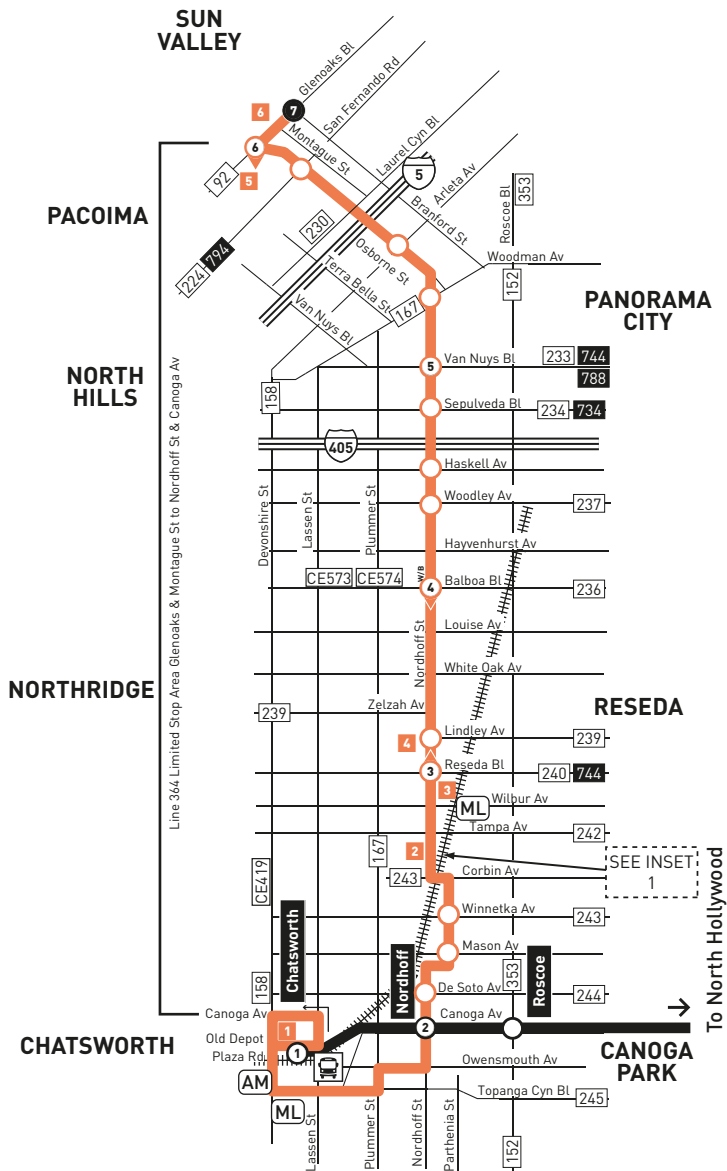 SUN
VALLEY
Glenoaks Bl
San Fernando Rd
6
7
Montague St
Laurel Cyn Bl
6
5
5
Arleta Av
92
Roscoe Bl
353
PACOIMA
230
Branford St
Osborne St
Woodman Av
224
794
Terra Bella St
167
152
PANORAMA
CITY
Van Nuys Bl
5
Van Nuys Bl
233
744
788
NORTH
HILLS
158
Sepulveda Bl
234
734
Line 364 Limited Stop Area Glenoaks & Montague St to Nordhoff St & Canoga Av
405
Haskell Av
Devonshire St
Lassen St
Plummer St
Woodley Av
237
Hayvenhurst Av
CE573
CE574
W/B
4
Balboa Bl
236
Nordhoff St
Louise Av
White Oak Av
NORTHRIDGE
239
Zelzah Av
RESEDA
4
Lindley Av
239
3
Reseda Bl
240
744
3
Wilbur Av
ML
Tampa Av
242
167
2
SEE INSET
1
CE419
243
Corbin Av
Winnetka Av
243
Chatsworth
Nordhoff
Mason Av
353
Roscoe
158
De Soto Av
244
To North Hollywood
Canoga Av
1
2
Canoga Av
CHATSWORTH
Old Depot
Plaza Rd
1
Owensmouth Av
CANOGA
PARK
AM
ML
Topanga Cyn Bl
245
Lassen St
Plummer St
Nordhoff St
Parthenia St
152